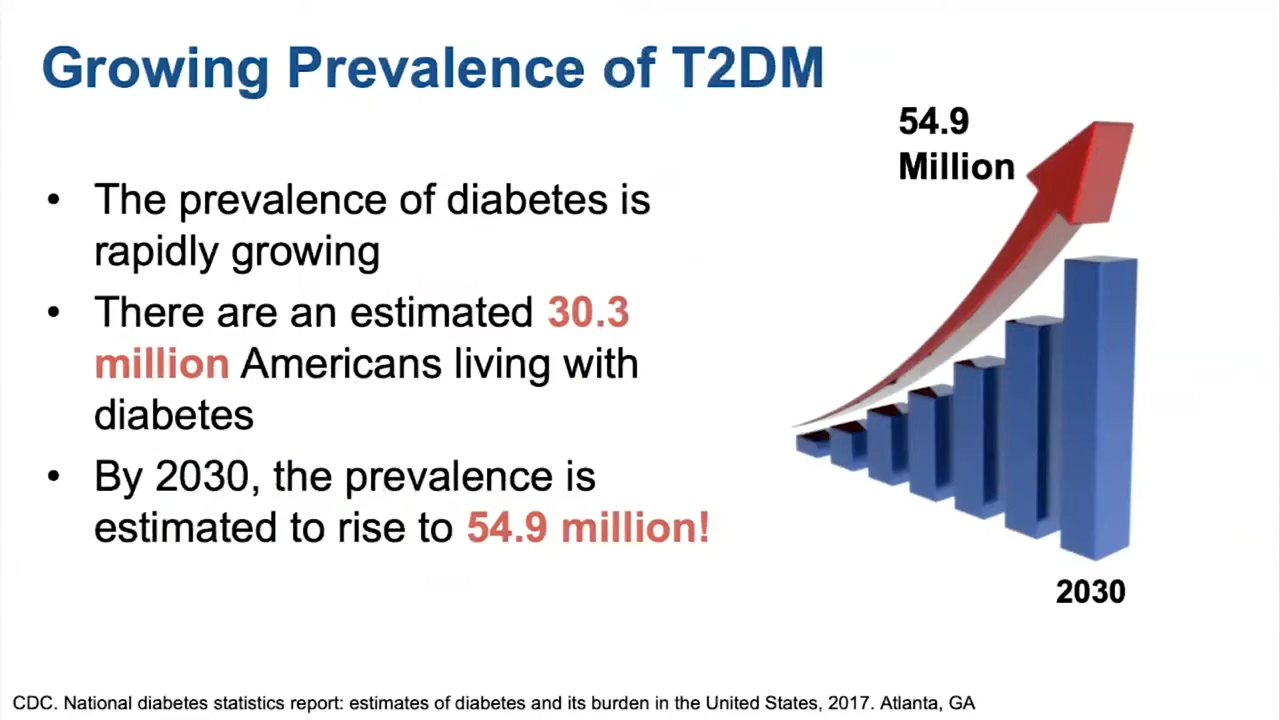 Growing Prevalence of T2DM
54.9
Million
• The prevalence of diabetes is
rapidly growing
• There are an estimated 30.3
million Americans living with
diabetes
• By 2030, the prevalence is
estimated to rise to 54.9 million!
2030
CDC. National diabetes statistics report: estimates of diabetes and its burden in the United States, 2017. Atlanta, GA